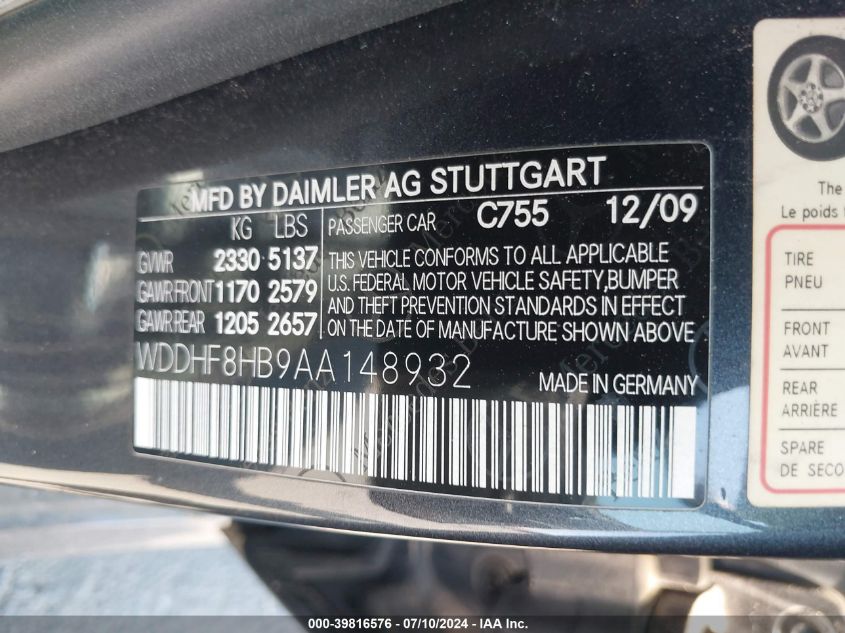 MFD BY DAIMLER AG STUTTGART
KG LBS
GVWR 2330 5137
GAWR FRONT 1170 2579
GAWR REAR 1205 2657
PASSENGER CAR C755 12/09
THIS VEHICLE CONFORMS TO ALL APPLICABLE
U.S. FEDERAL MOTOR VEHICLE SAFETY,BUMPER
AND THEFT PREVENTION STANDARDS IN EFFECT
ON THE DATE OF MANUFACTURE SHOWN ABOVE
WDDHF8HB9AA148932
MADE IN GERMANY
The
Le poids
TIRE
PNEU
FRONT
AVANT
REAR
ARRIÈRE
SPARE
DE
000-39816576 / 07/10/2024 - IAA Inc.